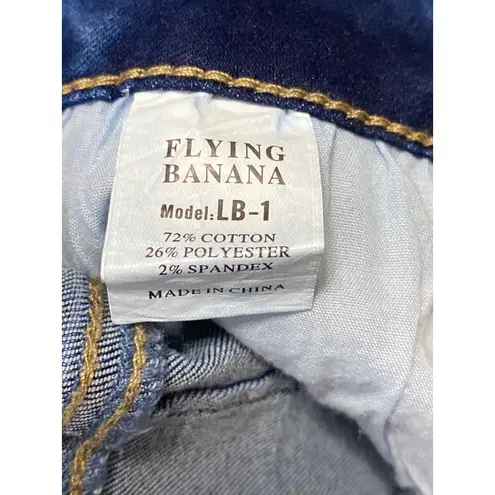 FLYING
BANANA
Model:LB-1
72% COTTON
26% POLYESTER
2% SPANDEX
MADE IN CHINA